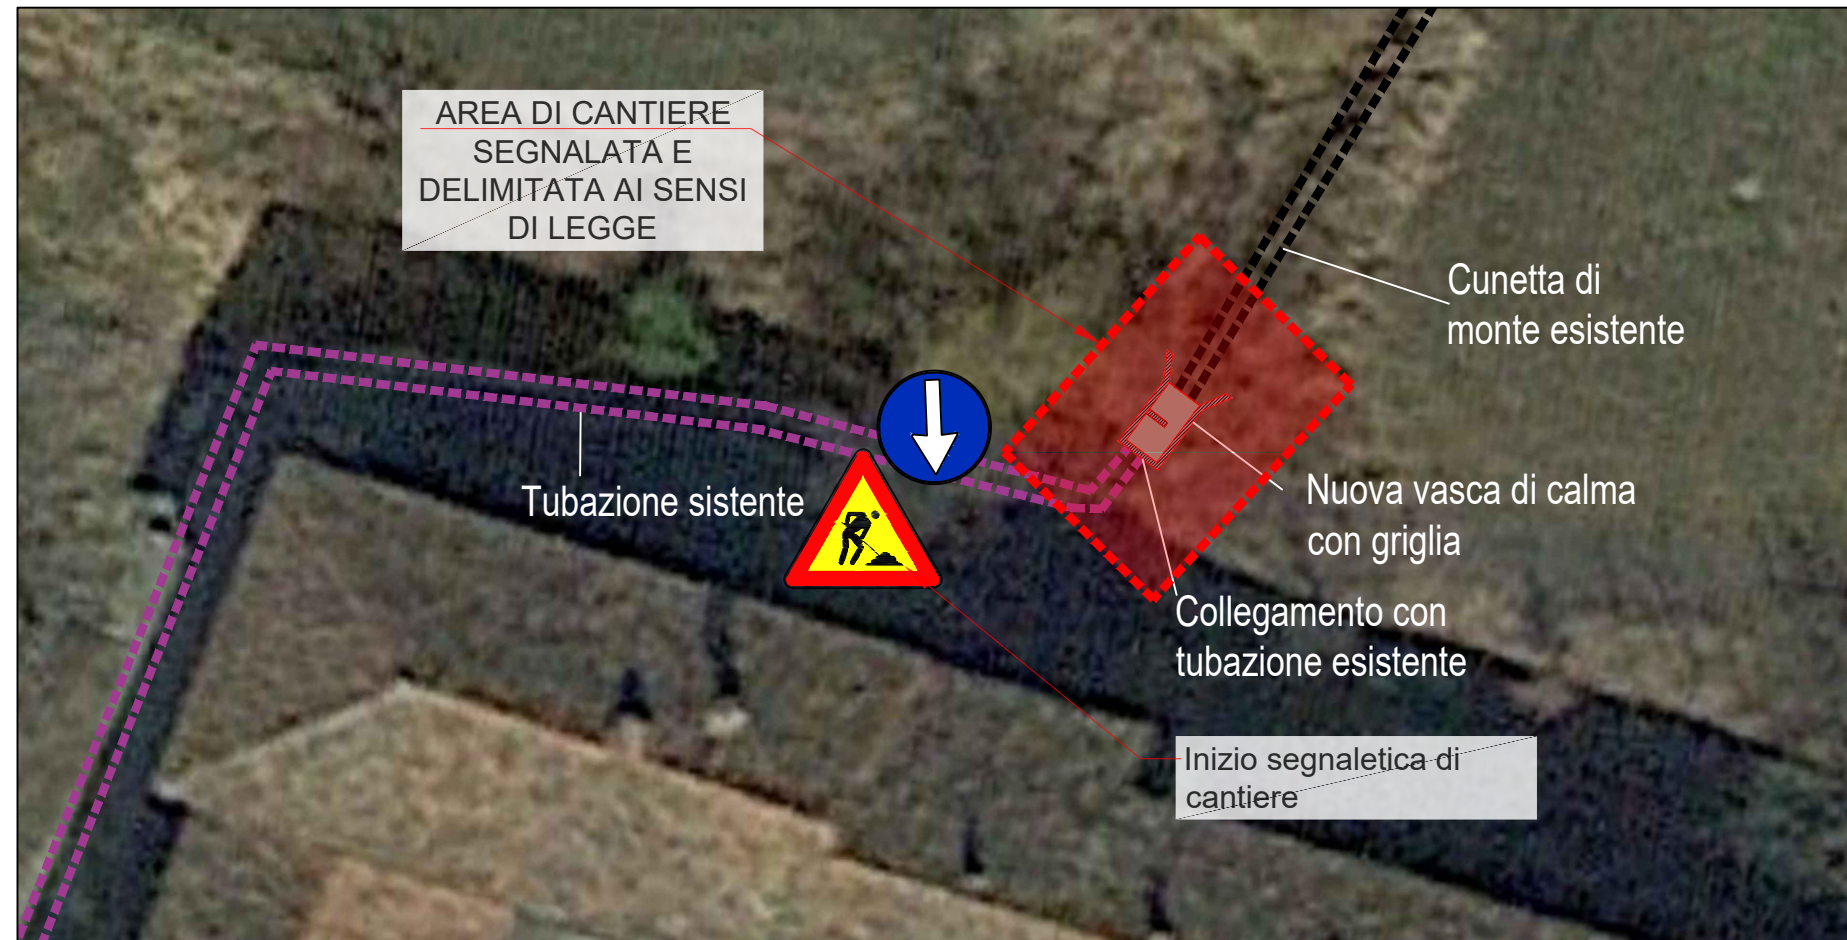 AREA DI CANTIERE
SEGNALATA E
DELIMITATA AI SENSI
DI LEGGE
Cunetta di
monte esistente
Tubazione sistente
Nuova vasca di calma
con griglia
Collegamento con
tubazione esistente
Inizio segnaletica di
cantiere